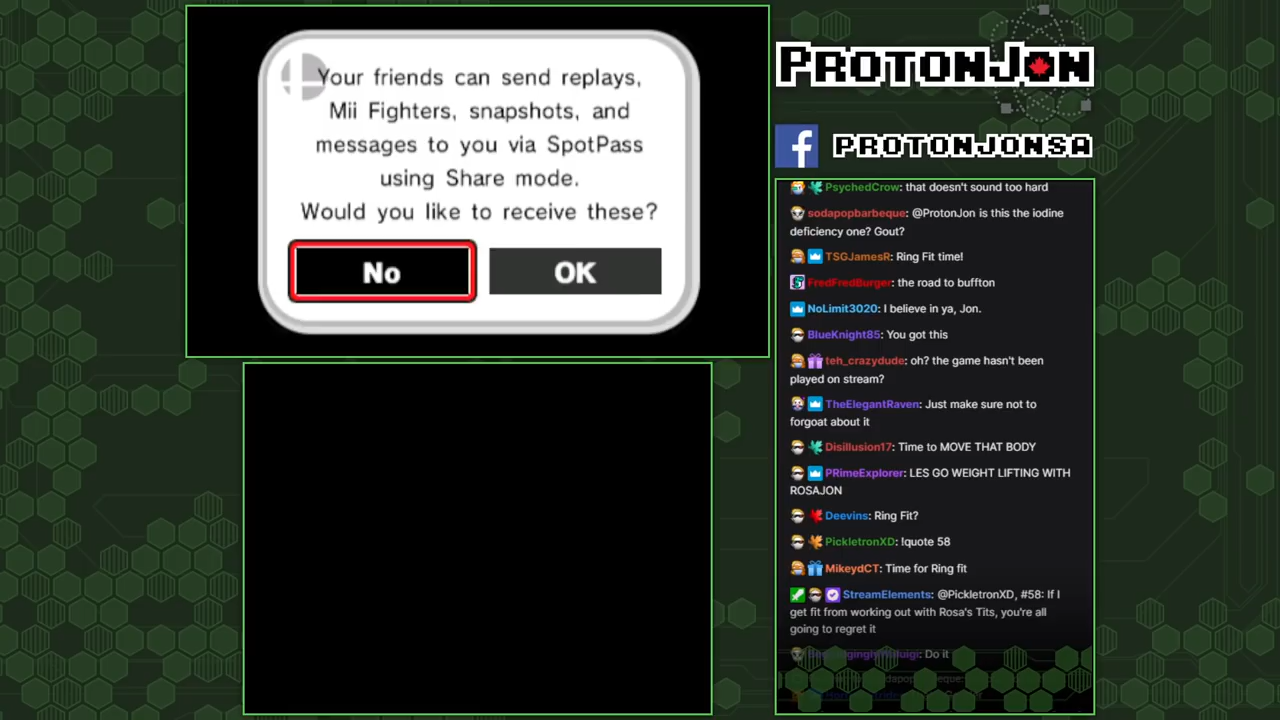 Your friends can send replays,
Mii Fighters, snapshots, and
messages to you via SpotPass
using Share mode.
Would you like to receive these?
No
OK
PROTONJON
PROTONJONSA
PsychedCrow: that doesn't sound too hard
sodapopbarbeque: @ProtonJon is this the iodine
deficiency one? Gout?
TSGJamesR: Ring Fit time!
FredFredBurger: the road to buffton
NoLimit3020: I believe in ya, Jon.
BlueKnight85: You got this
teh_crazydude: oh? the game hasn't been
played on stream?
TheElegantRaven: Just make sure not to
forgoat about it
Disillusion17: Time to MOVE THAT BODY
PRimeExplorer: LES GO WEIGHT LIFTING WITH
ROSAJON
Deevins: Ring Fit?
PickletronXD: !quote 58
MikeydCT: Time for Ring fit
StreamElements: @PickletronXD, #58: If I
get fit from working out with Rosa's Tits, you're all
going to regret it
Do it